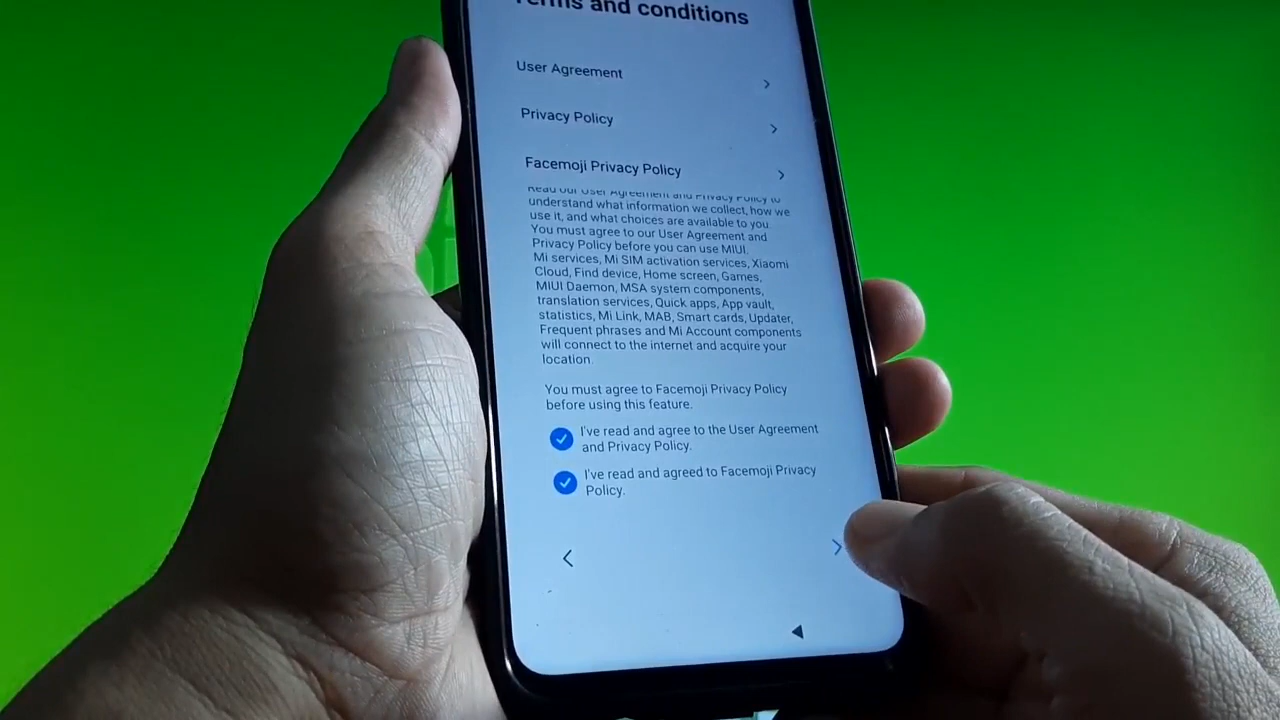 Terms and conditions
User Agreement
Privacy Policy
Facemoji Privacy Policy
Read our User Agreement and Privacy Policy to
understand what information we collect, how we
use it, and what choices are available to you.
You must agree to our User Agreement and
Privacy Policy before you can use MIUI.
Mi services, Mi SIM activation services, Xiaomi
Cloud, Find device, Home screen, Games,
MIUI Daemon, MSA system components,
translation services, Quick apps, App vault,
statistics, Mi Link, MAB, Smart cards, Updater,
Frequent phrases and Mi Account components
will connect to the internet and acquire your
location.
You must agree to Facemoji Privacy Policy
before using this feature.
I've read and agree to the User Agreement
and Privacy Policy.
I've read and agreed to Facemoji Privacy
Policy.